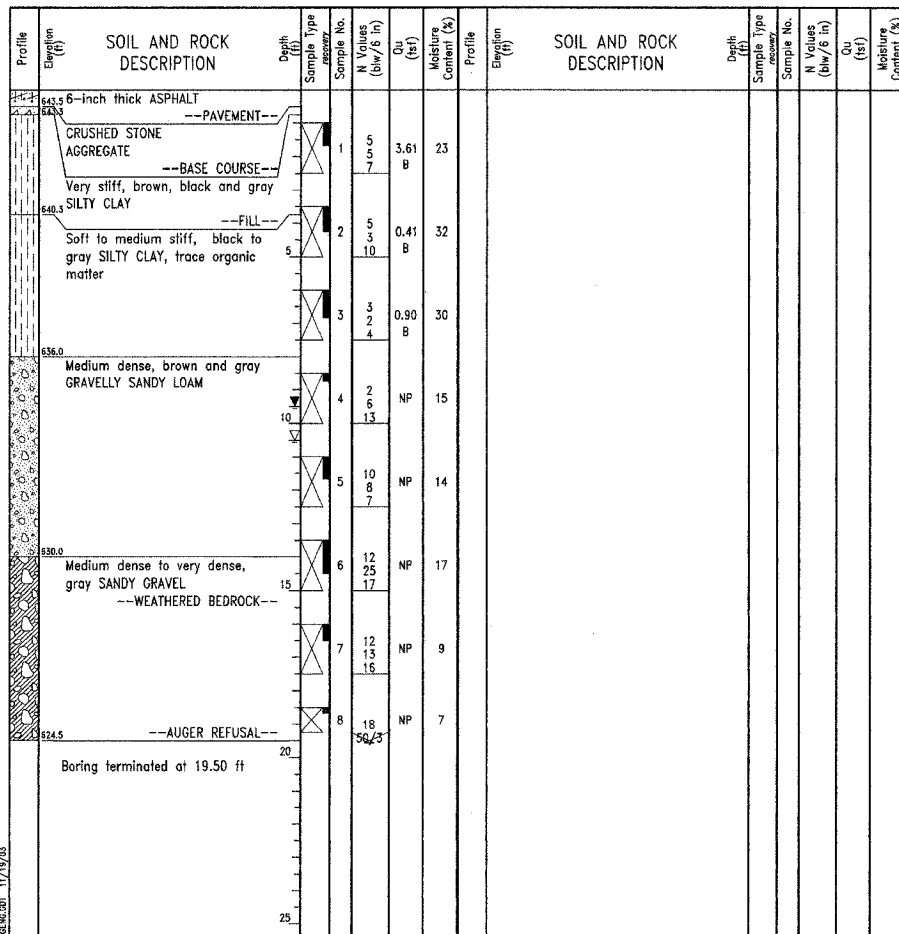 Profile
Elevation (ft)
SOIL AND ROCK DESCRIPTION
Depth (ft)
Sample Type
recovery
Sample No.
N Values (blw/6 in)
Qu (tsf)
Moisture Content (%)
Profile
Elevation (ft)
SOIL AND ROCK DESCRIPTION
Depth (ft)
Sample Type
recovery
Sample No.
N Values (blw/6 in)
Qu (tsf)
Moisture Content (%)
643.5 6-inch thick ASPHALT
--PAVEMENT--
CRUSHED STONE
AGGREGATE
--BASE COURSE--
1 5 5 7 3.61 B 23
Very stiff, brown, black and gray
SILTY CLAY
640.3
--FILL--
Soft to medium stiff, black to
gray SILTY CLAY, trace organic
matter
5
2 5 3 10 0.41 B 32
3 3 2 4 0.90 B 30
636.0
Medium dense, brown and gray
GRAVELLY SANDY LOAM
10
4 2 6 13 NP 15
5 10 8 7 NP 14
630.0
Medium dense to very dense,
gray SANDY GRAVEL
15
--WEATHERED BEDROCK--
6 12 25 17 NP 17
7 12 13 16 NP 9
8 18 50/3 NP 7
--AUGER REFUSAL--
624.5
20
Boring terminated at 19.50 ft
25
11/19/03